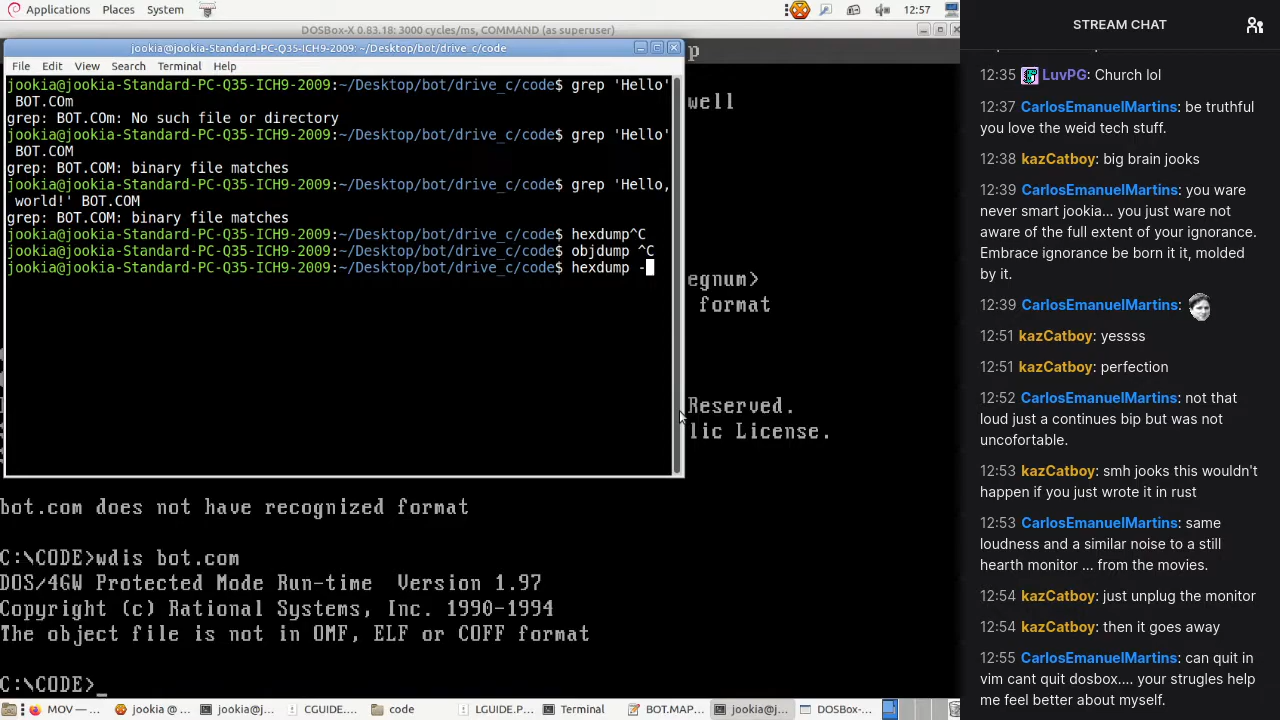 Applications Places System 12:57
DOSBox-X 0.83.18: 3000 cycles/ms, COMMAND (as superuser)
jookia@jookia-Standard-PC-Q35-ICH9-2009: ~/Desktop/bot/drive_c/code
File Edit View Search Terminal Help
jookia@jookia-Standard-PC-Q35-ICH9-2009:~/Desktop/bot/drive_c/code$ grep 'Hello'
BOT.COm
grep: BOT.COm: No such file or directory
jookia@jookia-Standard-PC-Q35-ICH9-2009:~/Desktop/bot/drive_c/code$ grep 'Hello'
BOT.COM
grep: BOT.COM: binary file matches
jookia@jookia-Standard-PC-Q35-ICH9-2009:~/Desktop/bot/drive_c/code$ grep 'Hello,
world!' BOT.COM
grep: BOT.COM: binary file matches
jookia@jookia-Standard-PC-Q35-ICH9-2009:~/Desktop/bot/drive_c/code$ hexdump^C
jookia@jookia-Standard-PC-Q35-ICH9-2009:~/Desktop/bot/drive_c/code$ objdump ^C
jookia@jookia-Standard-PC-Q35-ICH9-2009:~/Desktop/bot/drive_c/code$ hexdump -
p
well
egnum>
format
Reserved.
lic License.
bot.com does not have recognized format
C:\CODE>wdis bot.com
DOS/4GW Protected Mode Run-time Version 1.97
Copyright (c) Rational Systems, Inc. 1990-1994
The object file is not in OMF, ELF or COFF format
C:\CODE>_
MOV —... jookia @ ... jookia@j... CGUIDE.... code LGUIDE.P... Terminal BOT.MAP... jookia@j... DOSBox-...
STREAM CHAT
12:35 LuvPG: Church lol
12:37 CarlosEmanuelMartins: be truthful
you love the weid tech stuff.
12:38 kazCatboy: big brain jooks
12:39 CarlosEmanuelMartins: you ware
never smart jookia... you just ware not
aware of the full extent of your ignorance.
Embrace ignorance be born it it, molded
by it.
12:39 CarlosEmanuelMartins:
12:51 kazCatboy: yessss
12:51 kazCatboy: perfection
12:52 CarlosEmanuelMartins: not that
loud just a continues bip but was not
uncofortable.
12:53 kazCatboy: smh jooks this wouldn't
happen if you just wrote it in rust
12:53 CarlosEmanuelMartins: same
loudness and a similar noise to a still
hearth monitor ... from the movies.
12:54 kazCatboy: just unplug the monitor
12:54 kazCatboy: then it goes away
12:55 CarlosEmanuelMartins: can quit in
vim cant quit dosbox.... your strugles help
me feel better about myself.